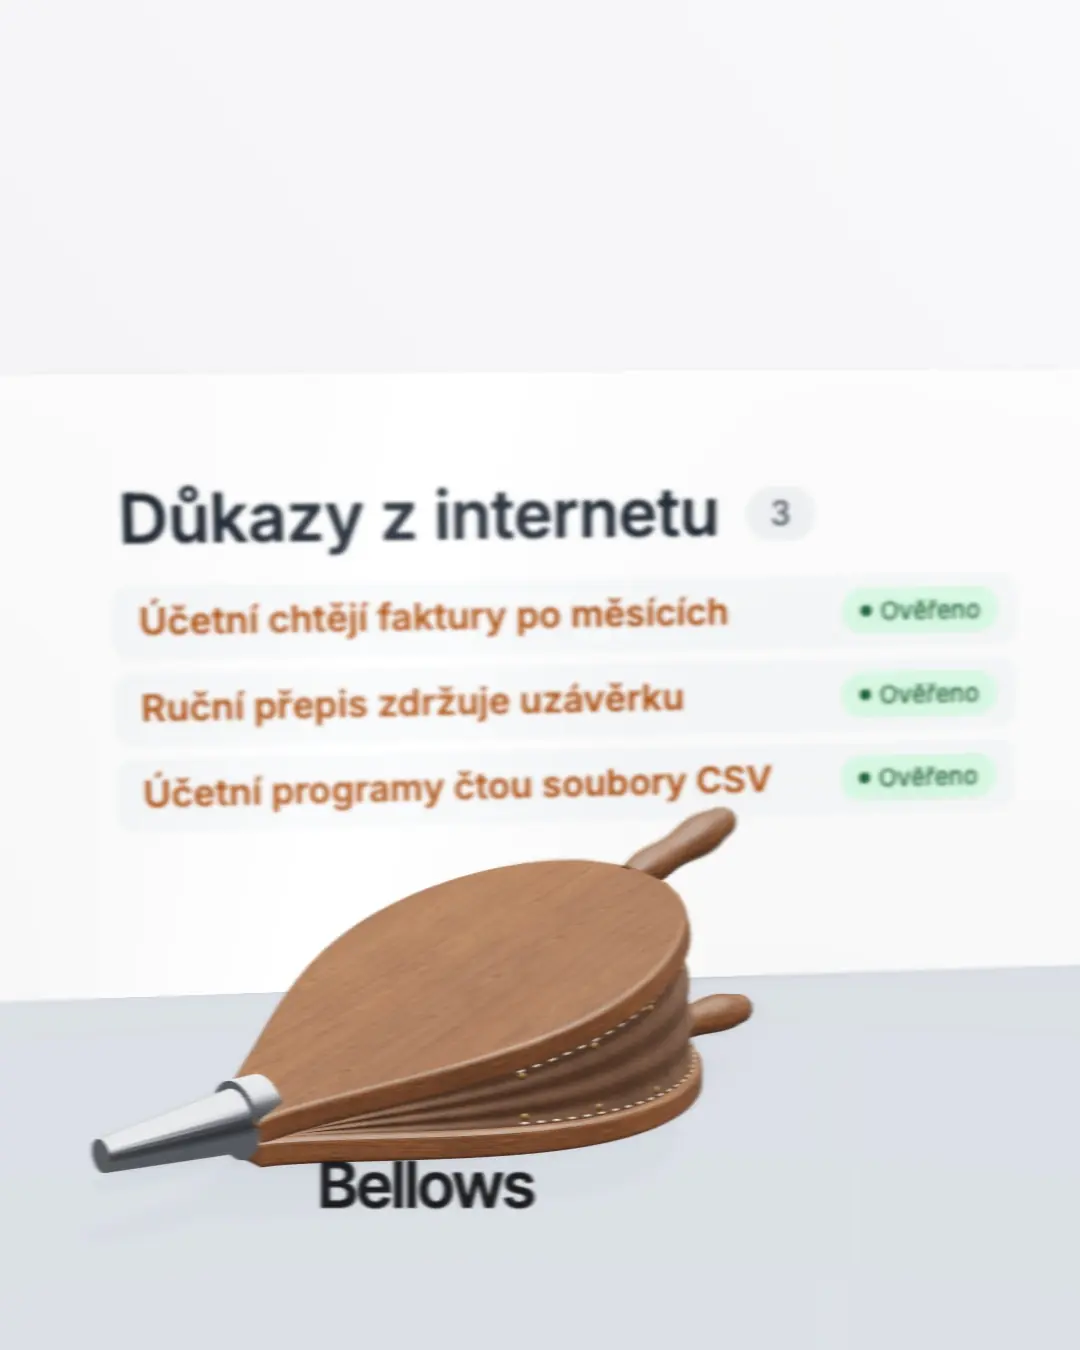 Důkazy z internetu 3
Účetní chtějí faktury po měsících Ověřeno
Ruční přepis zdržuje uzávěrku Ověřeno
Účetní programy čtou soubory CSV Ověřeno
Bellows